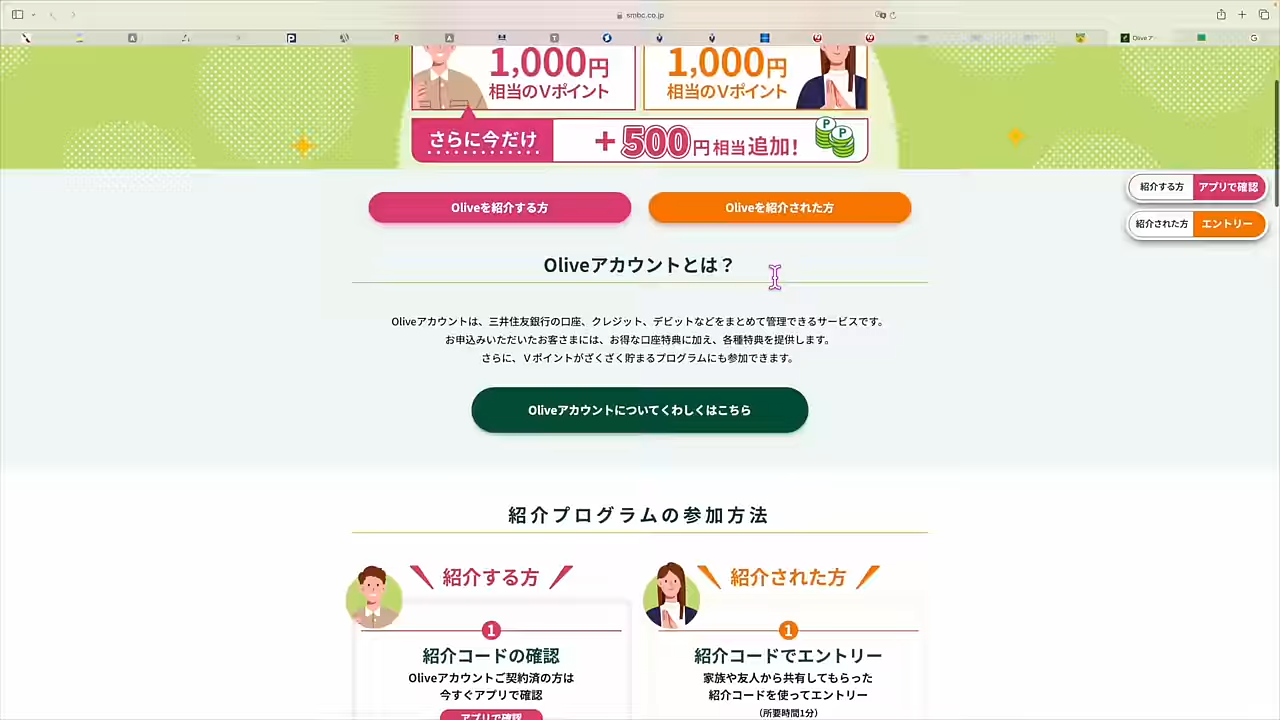 smbc.co.jp
Oliveア
1,000円
相当のVポイント
1,000円
相当のVポイント
さらに今だけ
+500円相当追加!
紹介する方
アプリで確認
紹介された方
エントリー
Oliveを紹介する方
Oliveを紹介された方
Oliveアカウントとは？
Oliveアカウントは、三井住友銀行の口座、クレジット、デビットなどをまとめて管理できるサービスです。
お申込みいただいたお客さまには、お得な口座特典に加え、各種特典を提供します。
さらに、Vポイントがざくざく貯まるプログラムにも参加できます。
Oliveアカウントについてくわしくはこちら
紹介プログラムの参加方法
紹介する方
1
紹介コードの確認
Oliveアカウントご契約済の方は
今すぐアプリで確認
アプリで確認
紹介された方
1
紹介コードでエントリー
家族や友人から共有してもらった
紹介コードを使ってエントリー
(所要時間1分)